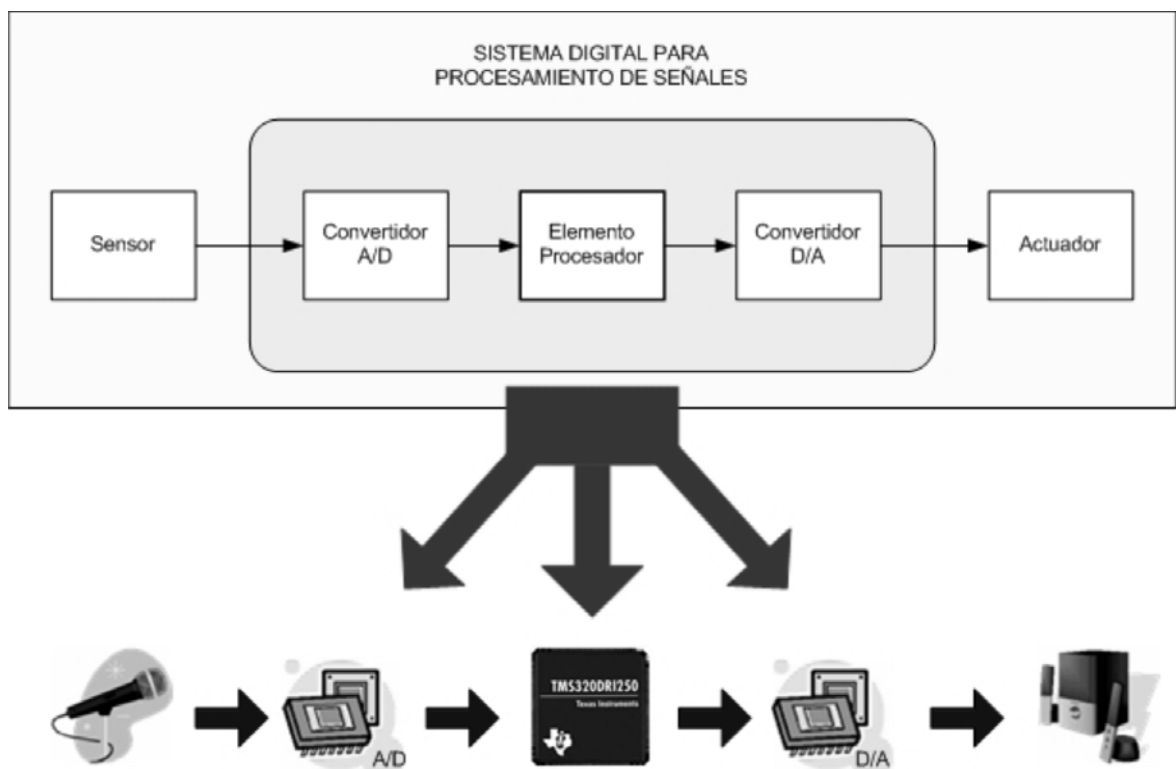 SISTEMA DIGITAL PARA
PROCESAMIENTO DE SEÑALES
Sensor
Convertidor
A/D
Elemento
Procesador
Convertidor
D/A
Actuador
TMS320DRI250
Texas Instruments
A/D
D/A